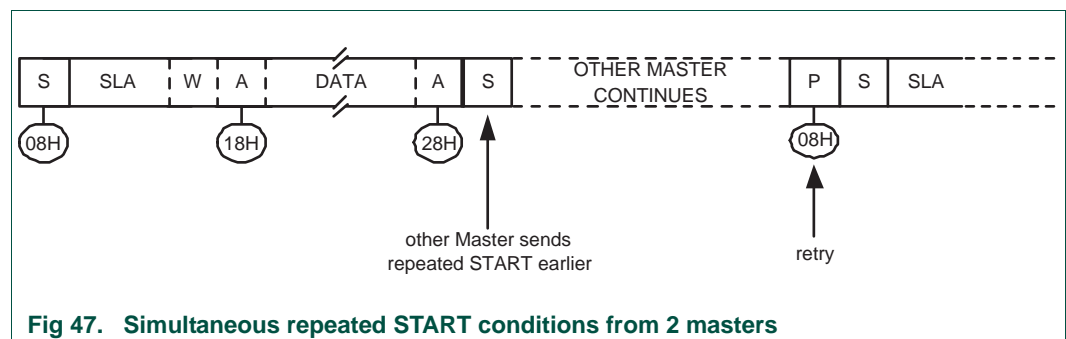 S SLA W A DATA A S OTHER MASTER CONTINUES P S SLA
08H 18H 28H 08H
other Master sends
repeated START earlier
retry
Fig 47. Simultaneous repeated START conditions from 2 masters